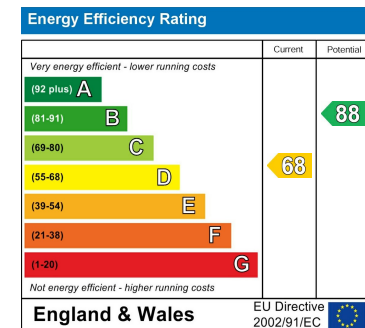 Energy Efficiency Rating
Current Potential
Very energy efficient - lower running costs
(92 plus) A
(81-91) B
88
(69-80) C
68
(55-68) D
(39-54) E
(21-38) F
(1-20) G
Not energy efficient - higher running costs
England & Wales
EU Directive
2002/91/EC